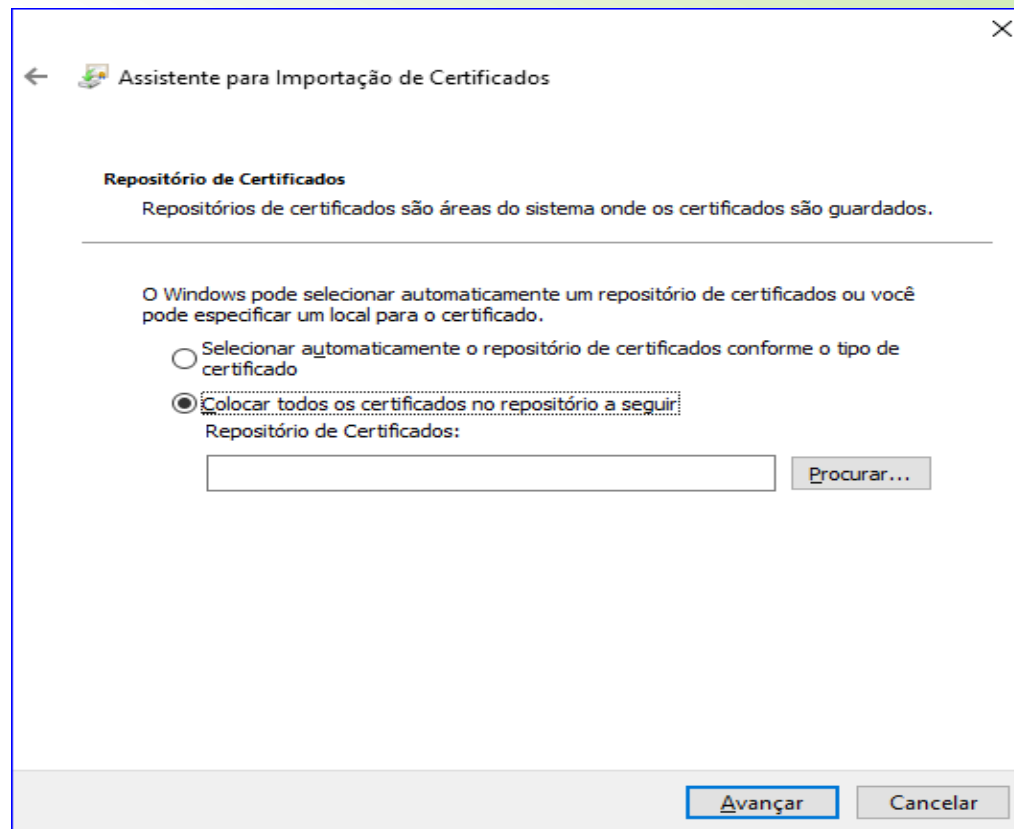 Assistente para Importação de Certificados
Repositório de Certificados
Repositórios de certificados são áreas do sistema onde os certificados são guardados.
O Windows pode selecionar automaticamente um repositório de certificados ou você
pode especificar um local para o certificado.
Selecionar automaticamente o repositório de certificados conforme o tipo de
certificado
Colocar todos os certificados no repositório a seguir
Repositório de Certificados:
Procurar...
Avançar
Cancelar